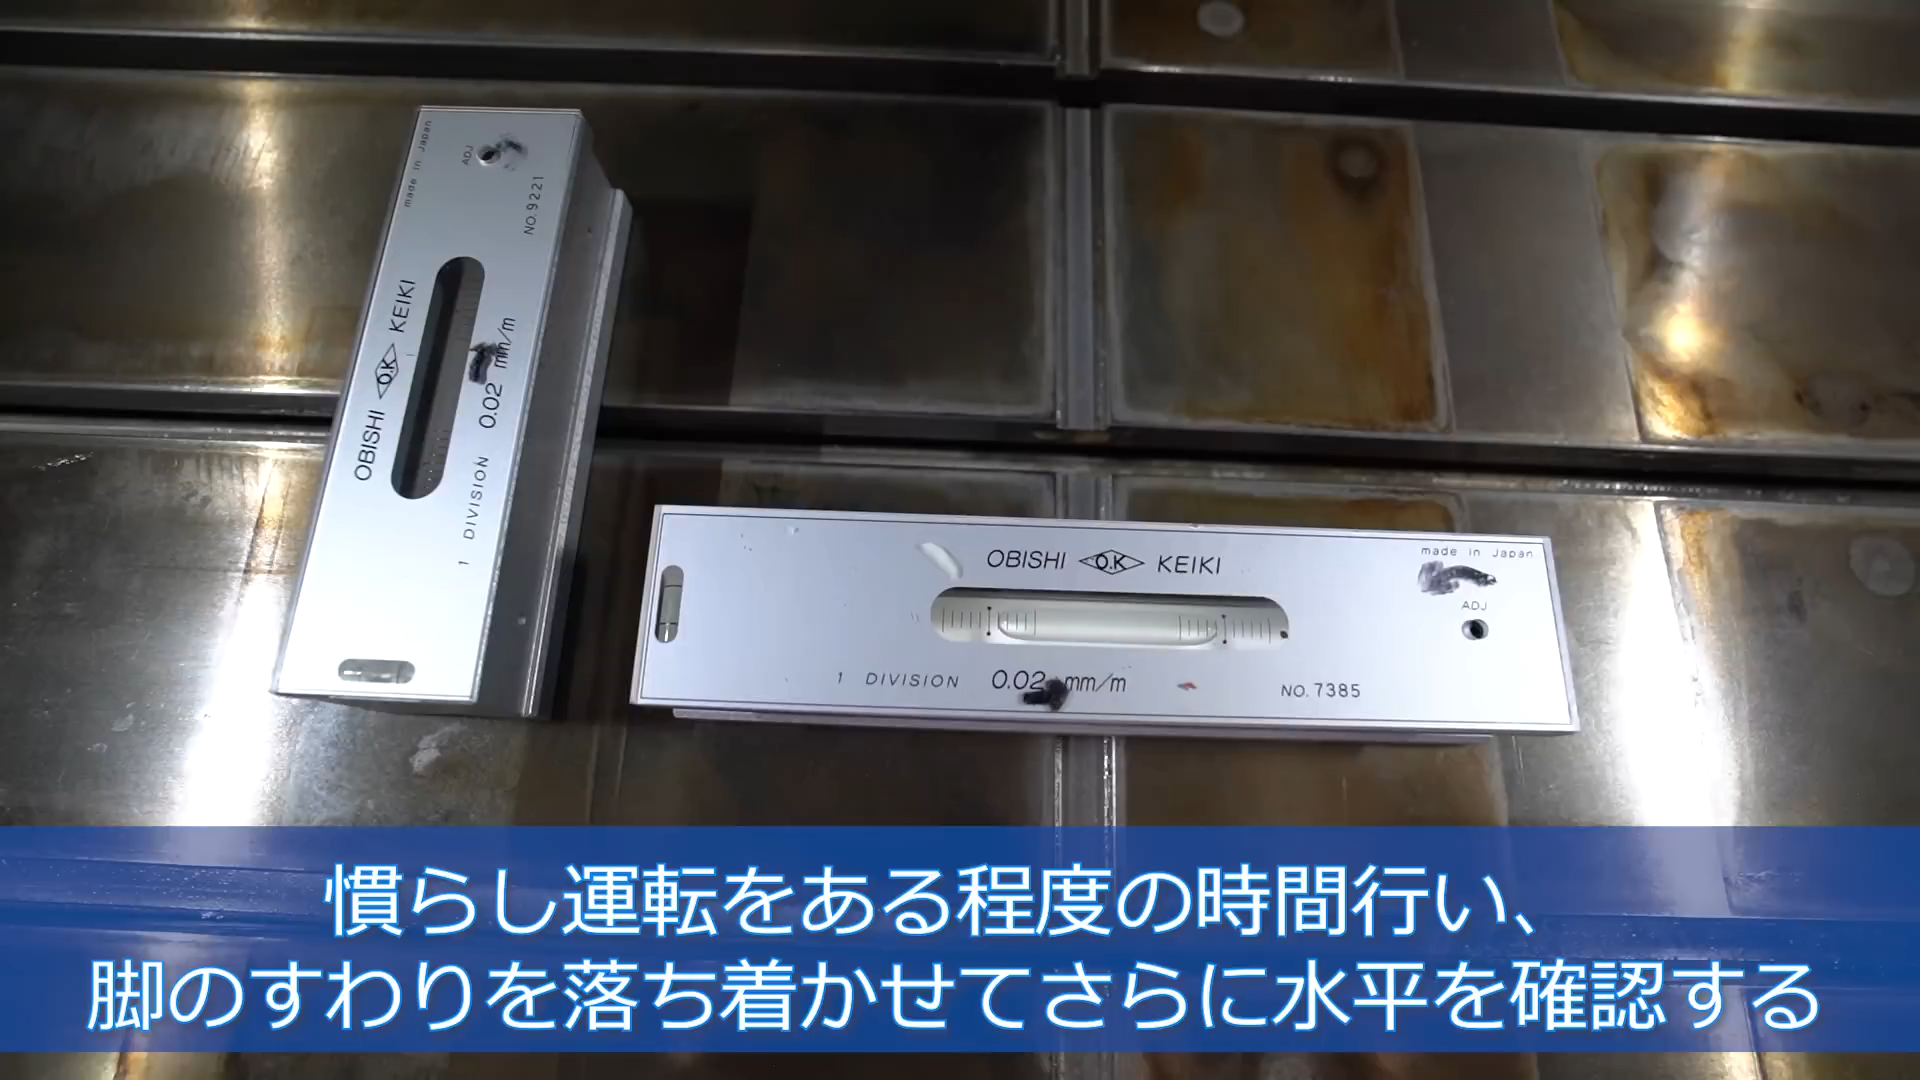 made in Japan
ADJ
NO.9221
OBISHI O.K KEIKI
1 DIVISION 0.02 mm/m
OBISHI O.K KEIKI
made in Japan
ADJ
1 DIVISION 0.02 mm/m
NO.7385
慣らし運転をある程度の時間行い、
脚のすわりを落ち着かせてさらに水平を確認する